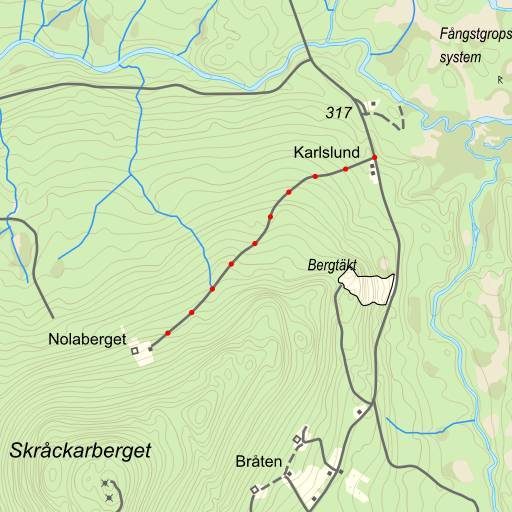 Fångstgrops
system
317
Karlslund
Bergtäkt
Nolaberget
Skråckarberget
Bråten
R